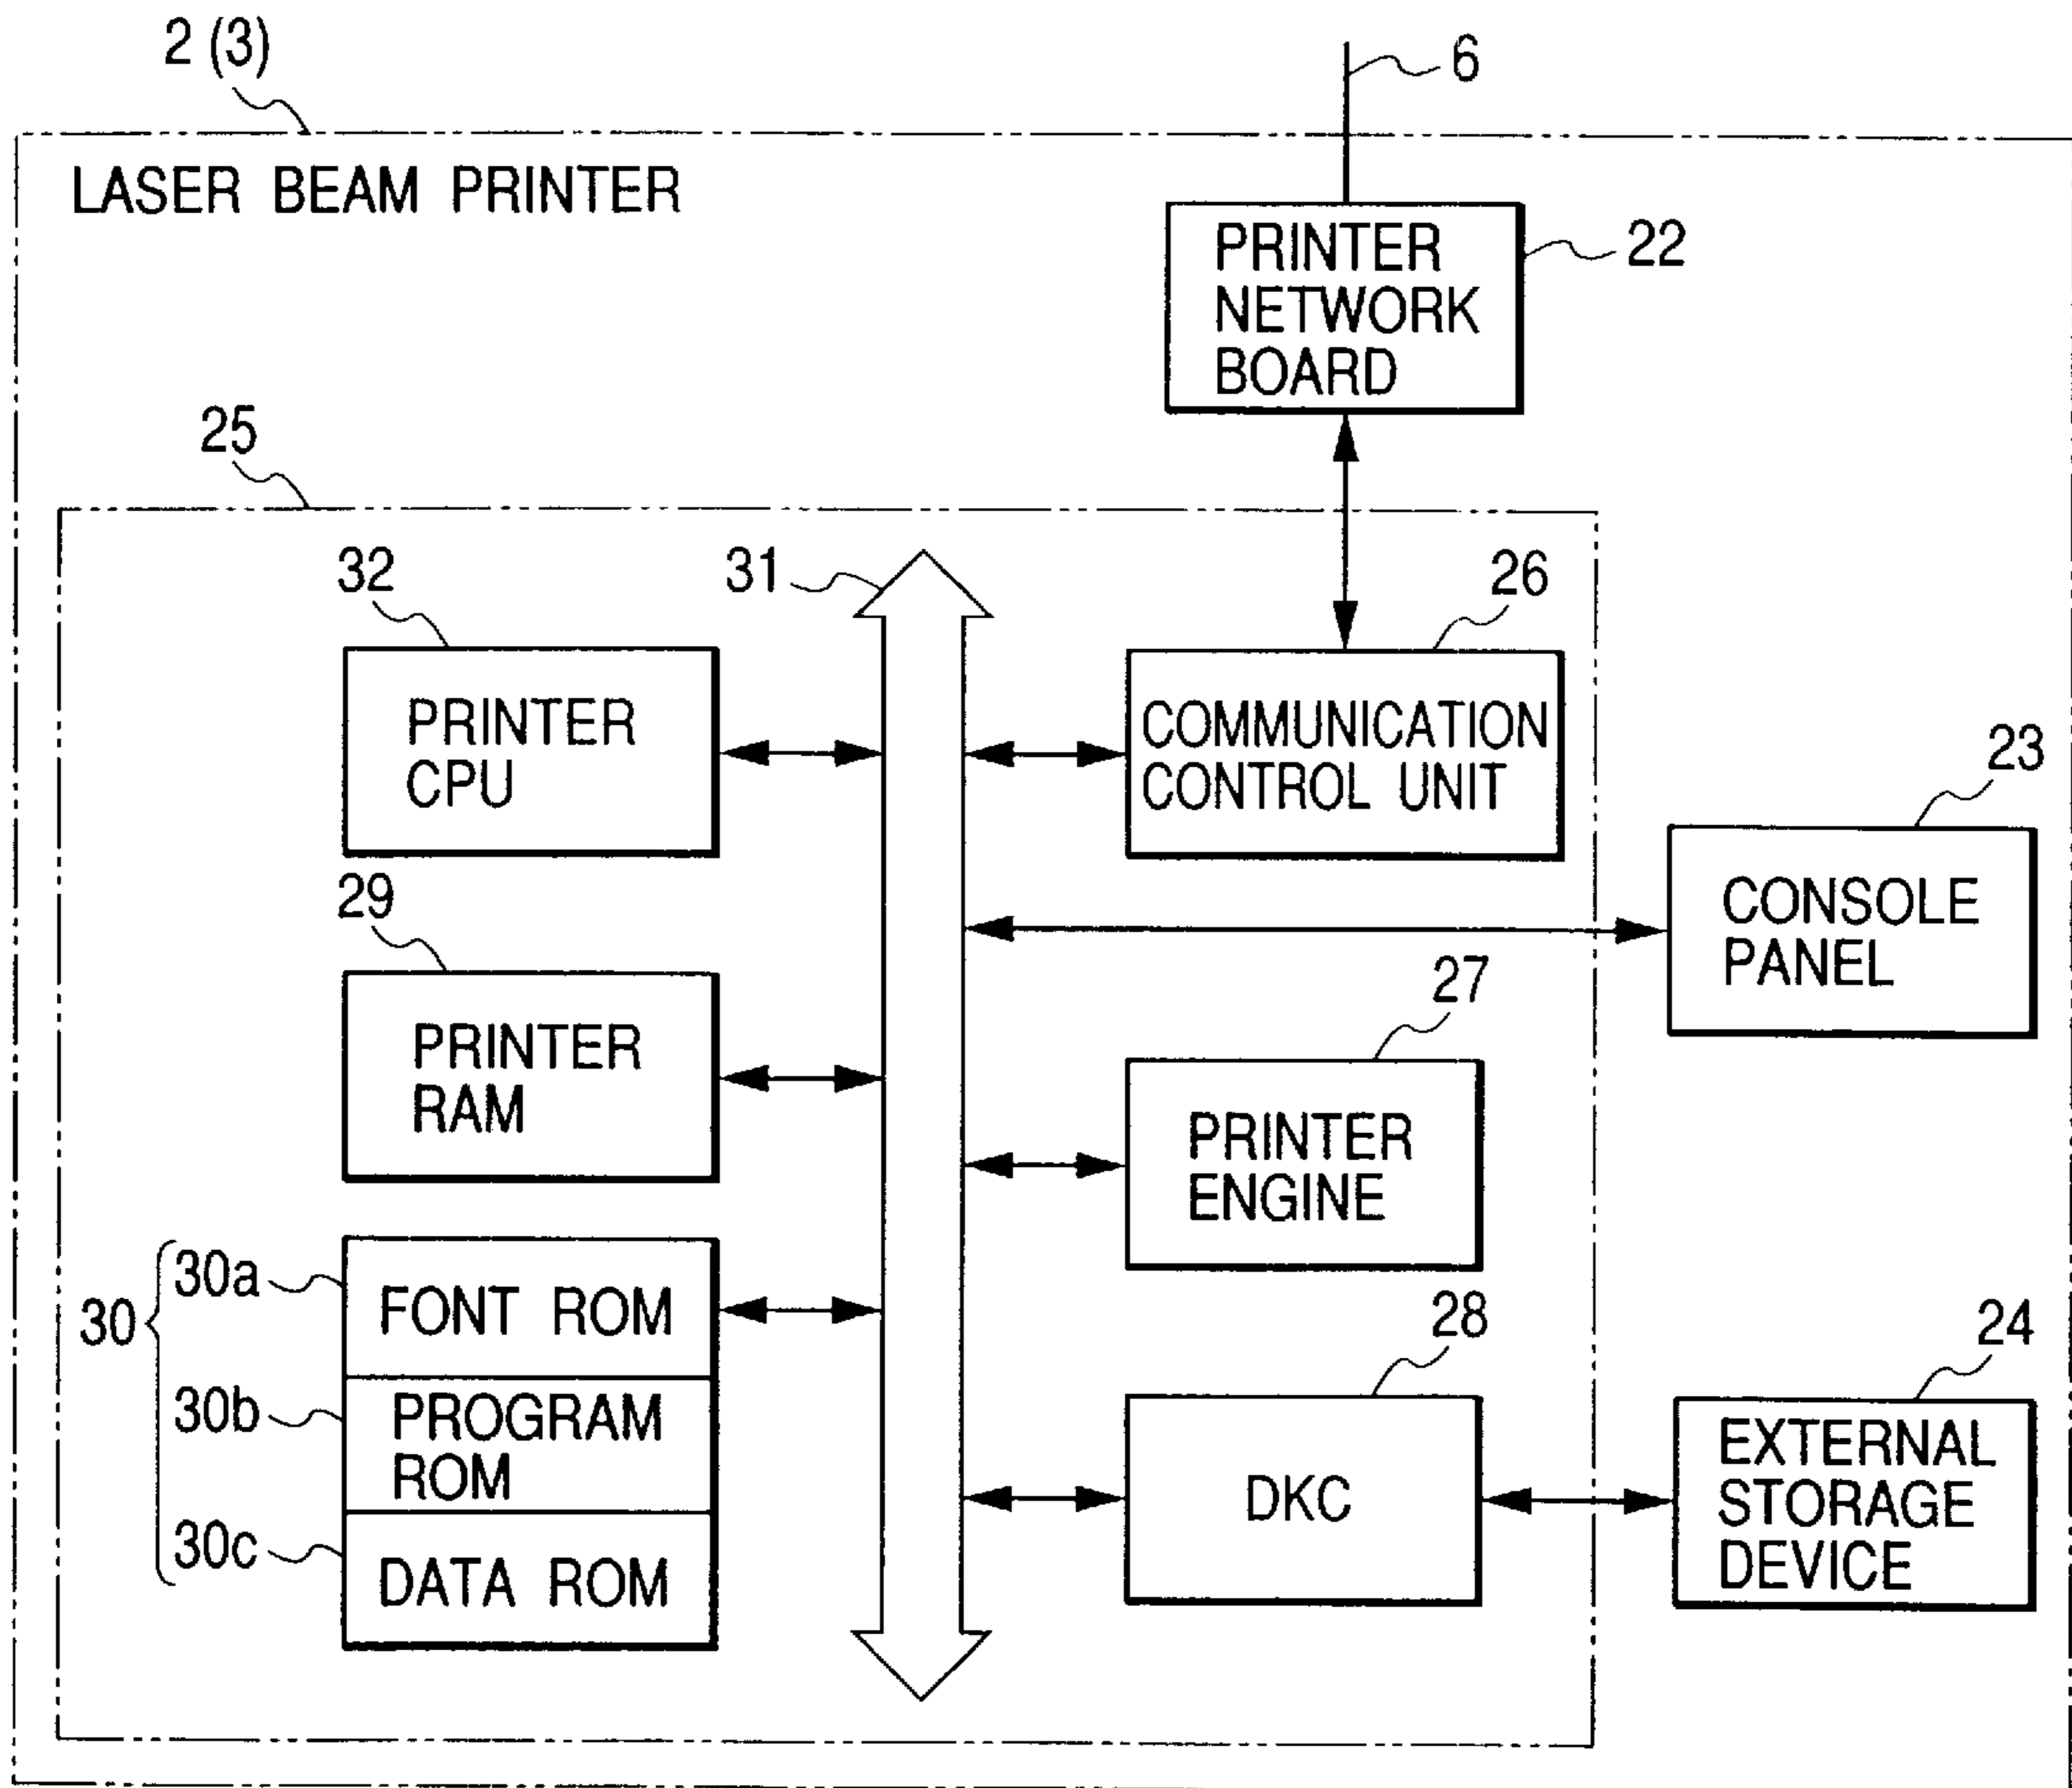 2 (3)
6
LASER BEAM PRINTER
PRINTER
NETWORK
BOARD
22
25
32
31
26
PRINTER
CPU
COMMUNICATION
CONTROL UNIT
23
29
CONSOLE
PANEL
27
PRINTER
RAM
PRINTER
ENGINE
30
30a
FONT ROM
28
24
30b
PROGRAM
ROM
DKC
EXTERNAL
STORAGE
DEVICE
30c
DATA ROM